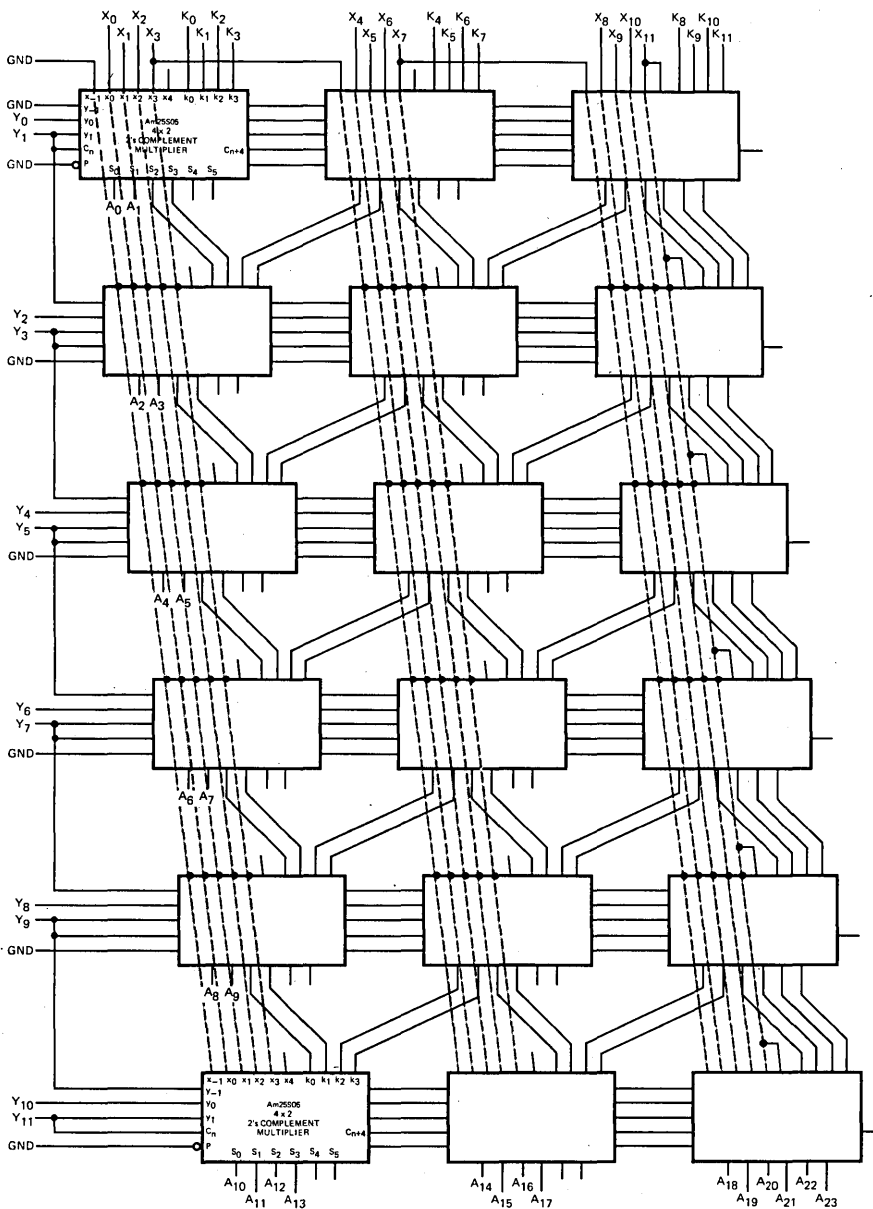 X0 X1 X2 X3 K0 K1 K2 K3 X4 X5 X6 X7 K4 K5 K6 K7 X8 X9 X10 X11 K8 K9 K10 K11
GND
x-1 x0 x1 x2 x3 x4 k0 k1 k2 k3
GND y-1
Y0 y0 Am25S05
Y1 y1 4 x 2
2's COMPLEMENT
Cn MULTIPLIER Cn+4
GND P
S0 S1 S2 S3 S4 S5
A0 A1
Y2
Y3
GND
A2 A3
Y4
Y5
GND
A4 A5
Y6
Y7
GND
A6 A7
Y8
Y9
GND
A8 A9
x-1 x0 x1 x2 x3 x4 k0 k1 k2 k3
y-1
Y10 y0 Am25S05
Y11 y1 4 x 2
2's COMPLEMENT
Cn MULTIPLIER Cn+4
GND P
S0 S1 S2 S3 S4 S5
A10 A11 A12 A13 A14 A15 A16 A17 A18 A19 A20 A21 A22 A23